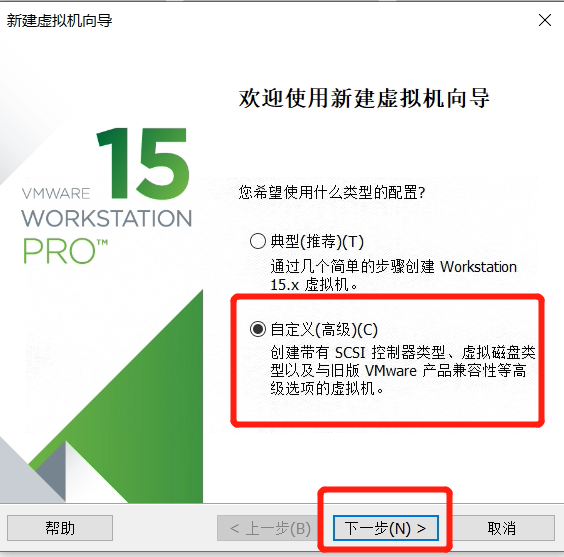 新建虚拟机向导
欢迎使用新建虚拟机向导
15
VMWARE
WORKSTATION
PRO™
您希望使用什么类型的配置?
典型(推荐)(T)
通过几个简单的步骤创建 Workstation
15.x 虚拟机。
自定义(高级)(C)
创建带有 SCSI 控制器类型、虚拟磁盘类
型以及与旧版 VMware 产品兼容性等高
级选项的虚拟机。
帮助
< 上一步(B)
下一步(N) >
取消